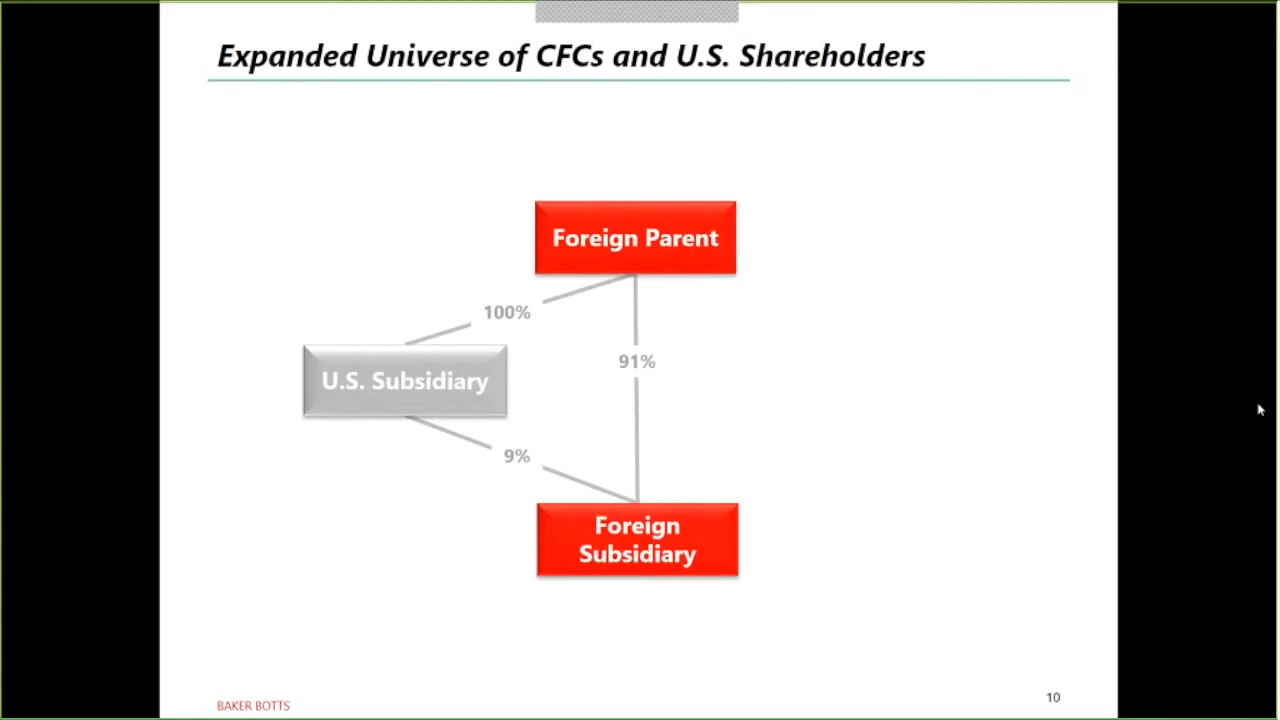 Expanded Universe of CFCs and U.S. Shareholders
Foreign Parent
100%
91%
U.S. Subsidiary
9%
Foreign
Subsidiary
BAKER BOTTS
10